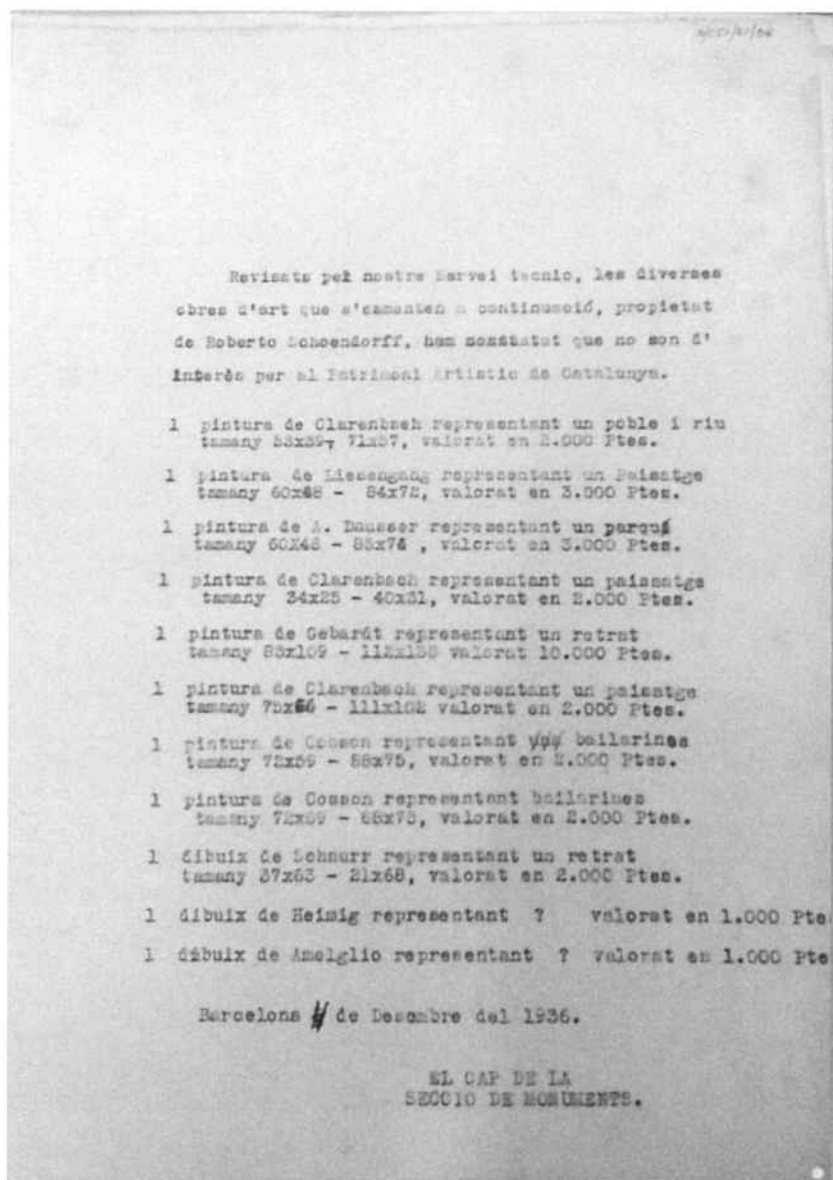 Revisats pel nostre Servei tecnic, les diverses
obres d'art que s'esmenten a continuació, propietat
de Roberto Schoendorff, hem constatat que no son d'
interès per al Patrimoni Artistic de Catalunya.
1 pintura de Clarenbach representant un poble i riu
tamany 53x39- 71x57, valorat en 2.000 Ptes.
1 pintura de Liesengang representant un Paisatge
tamany 60x48 - 84x72, valorat en 3.000 Ptes.
1 pintura de A. Deusser representant un parqué
tamany 60x48 - 85x74 , valorat en 3.000 Ptes.
1 pintura de Clarenbach representant un paissatge
tamany 34x25 - 40x31, valorat en 2.000 Ptes.
1 pintura de Gebardt representant un retrat
tamany 83x109 - 112x138 valorat 10.000 Ptes.
1 pintura de Clarenbach representant un paisatge
tamany 75x66 - 111x102 valorat en 2.000 Ptes.
1 pintura de Cosson representant bailarines
tamany 72x59 - 88x75, valorat en 2.000 Ptes.
1 pintura de Cosson representant bailarines
tamany 72x59 - 88x75, valorat en 2.000 Ptes.
1 dibuix de Schnurr representant un retrat
tamany 37x63 - 21x68, valorat en 2.000 Ptes.
1 dibuix de Heimig representant ? valorat en 1.000 Pte
1 dibuix de Amelglio representant ? valorat en 1.000 Pte
Barcelona de Desembre del 1936.
EL CAP DE LA
SECCIO DE MONUMENTS.